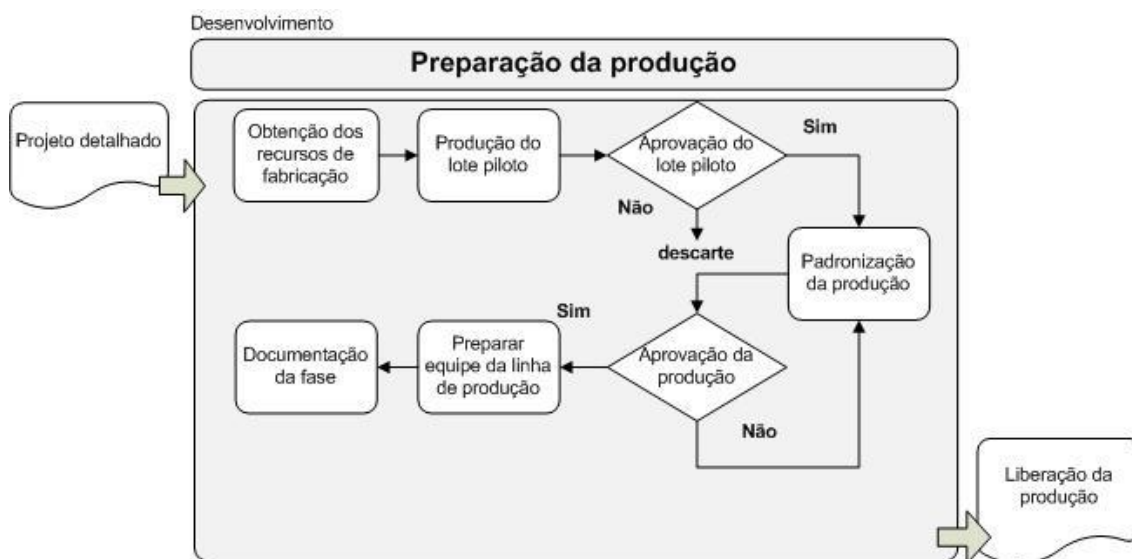 Desenvolvimento
Preparação da produção
Projeto detalhado
Obtenção dos
recursos de
fabricação
Produção do
lote piloto
Aprovação do
lote piloto
Sim
Não
descarte
Padronização
da produção
Aprovação da
produção
Sim
Não
Preparar
equipe da linha
de produção
Documentação
da fase
Liberação da
produção